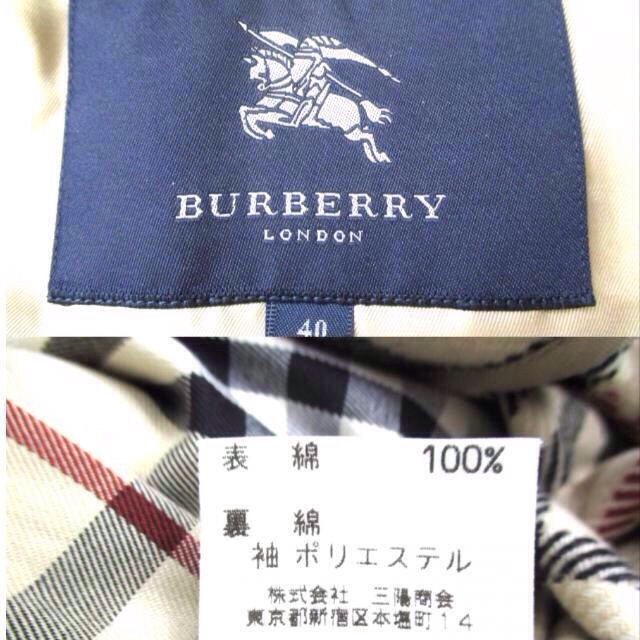 BURBERRY
LONDON
40
表 綿 100%
裏 綿
袖 ポリエステル
株式会社 三陽商会
東京都新宿区本塩町14